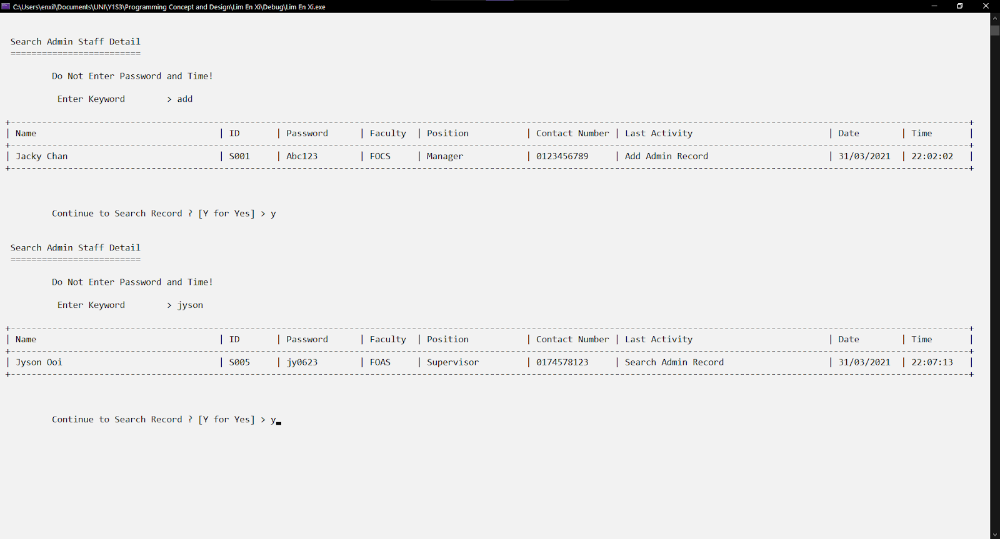 C:\Users\enxil\Documents\UNI\Y1S3\Programming Concept and Design\Lim En Xi\Debug\Lim En Xi.exe
Search Admin Staff Detail
=========================
Do Not Enter Password and Time!
Enter Keyword > add
| Name | ID | Password | Faculty | Position | Contact Number | Last Activity | Date | Time |
| Jacky Chan | S001 | Abc123 | FOCS | Manager | 0123456789 | Add Admin Record | 31/03/2021 | 22:02:02 |
Continue to Search Record ? [Y for Yes] > y
Search Admin Staff Detail
=========================
Do Not Enter Password and Time!
Enter Keyword > jyson
| Name | ID | Password | Faculty | Position | Contact Number | Last Activity | Date | Time |
| Jyson Ooi | S005 | jy0623 | FOAS | Supervisor | 0174578123 | Search Admin Record | 31/03/2021 | 22:07:13 |
Continue to Search Record ? [Y for Yes] > y